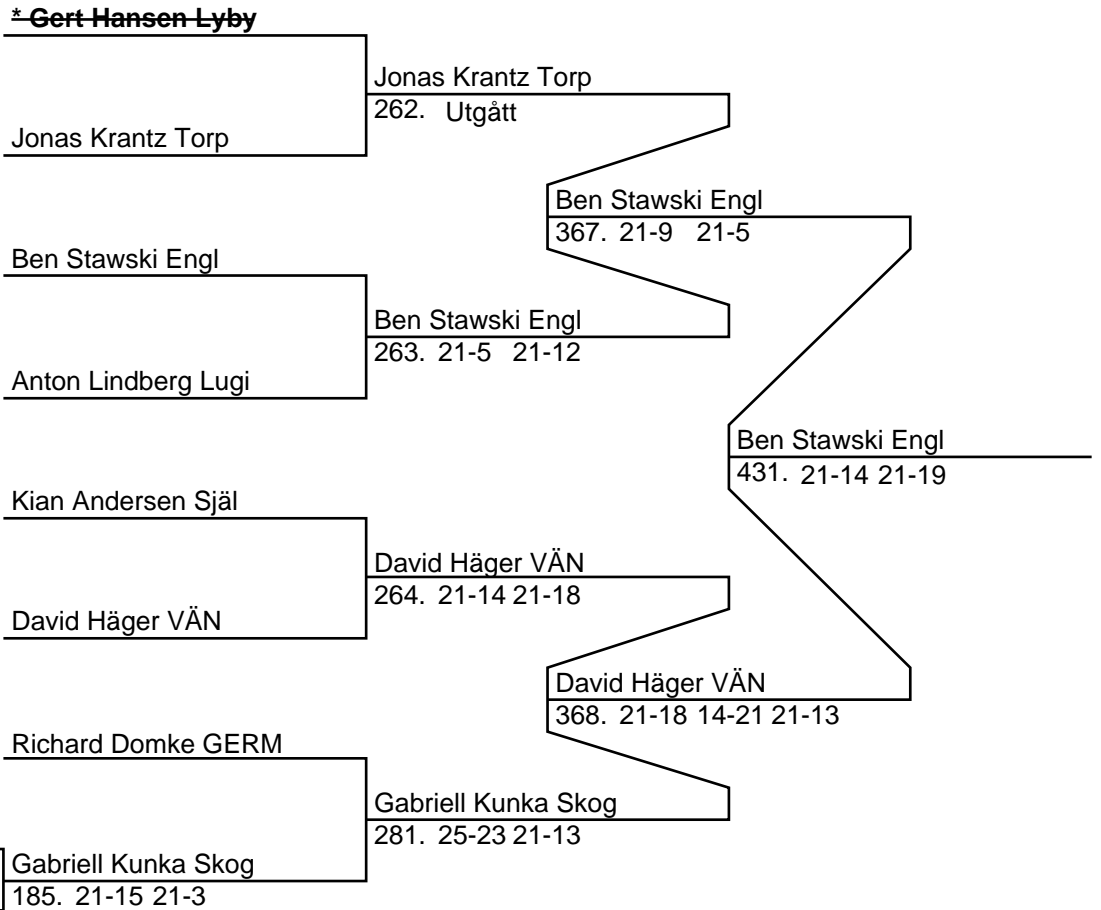 * Gert Hansen Lyby
Jonas Krantz Torp
262. Utgått
Jonas Krantz Torp
Ben Stawski Engl
367. 21-9 21-5
Ben Stawski Engl
Ben Stawski Engl
263. 21-5 21-12
Anton Lindberg Lugi
Ben Stawski Engl
431. 21-14 21-19
Kian Andersen Själ
David Häger VÄN
264. 21-14 21-18
David Häger VÄN
David Häger VÄN
368. 21-18 14-21 21-13
Richard Domke GERM
Gabriell Kunka Skog
281. 25-23 21-13
Gabriell Kunka Skog
185. 21-15 21-3